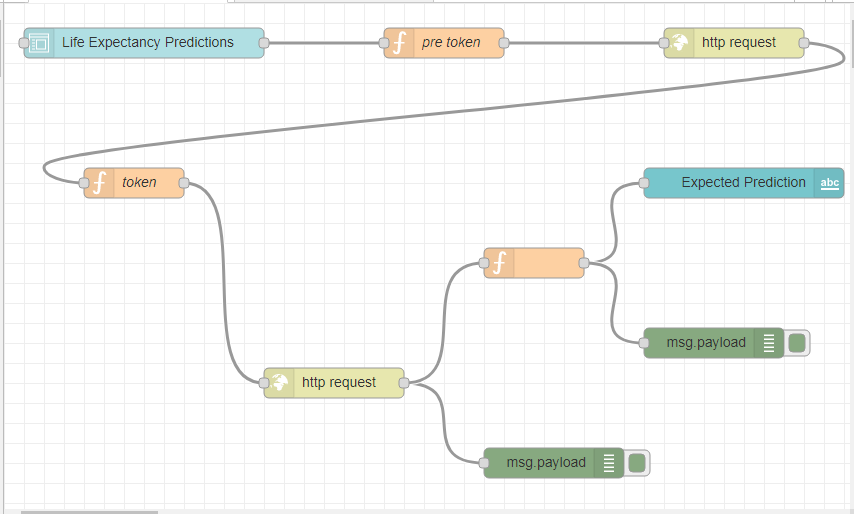 Life Expectancy Predictions
pre token
http request
token
Expected Prediction
abc
msg.payload
http request
msg.payload